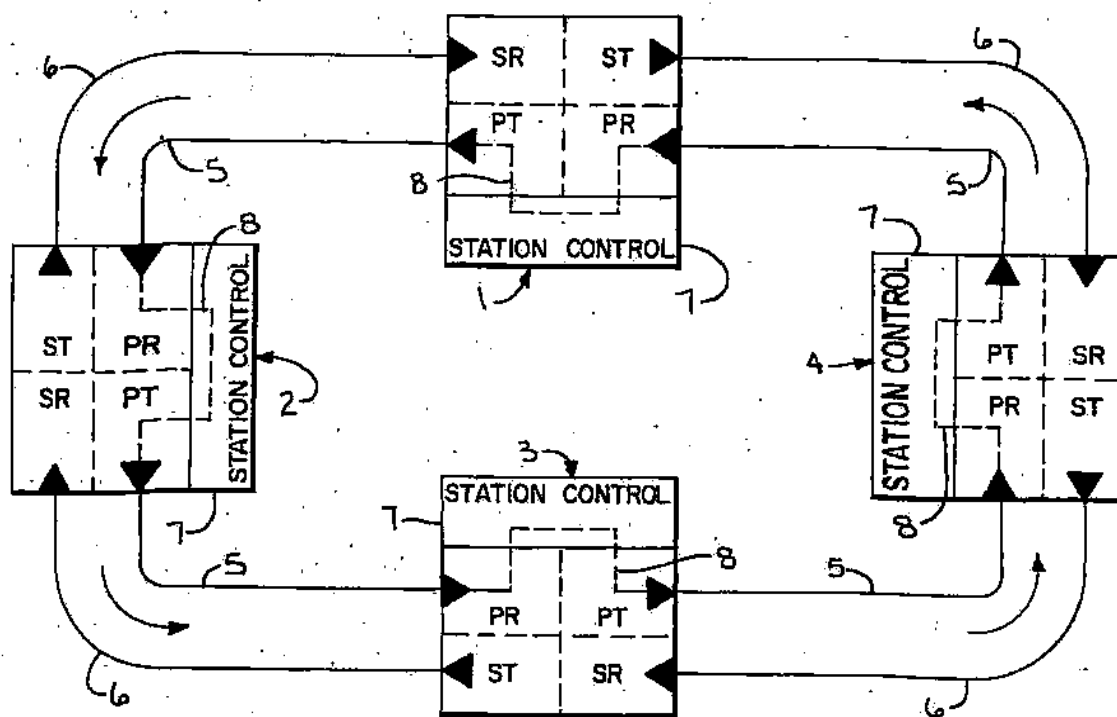 6
SR ST
6
PT PR
5
8
5
STATION CONTROL
1
7
8
ST PR
SR PT
STATION CONTROL
2
7
7
STATION CONTROL
4
PT SR
PR ST
8
3
STATION CONTROL
7
8
5
5
PR PT
ST SR
6
6